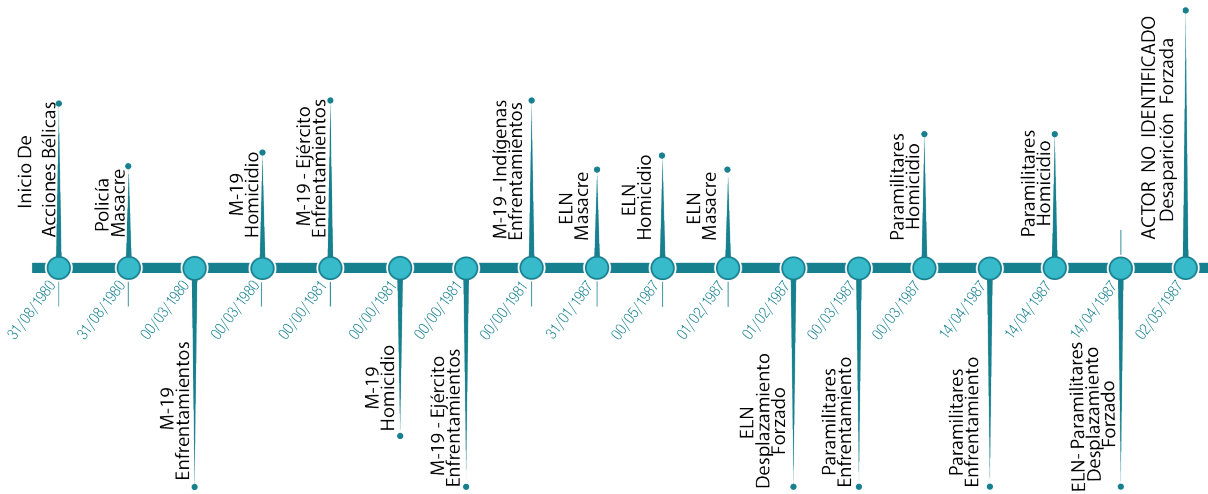 Inicio De
Acciones Bélicas
31/08/1980
Policía
Masacre
31/08/1980
M-19
Enfrentamientos
00/03/1980
M-19
Homicidio
00/03/1980
M-19 - Ejército
Enfrentamientos
00/00/1981
M-19
Homicidio
00/00/1981
M-19 - Ejército
Enfrentamientos
00/00/1981
M-19 - Indígenas
Enfrentamientos
00/00/1981
ELN
Masacre
31/01/1987
ELN
Homicidio
00/05/1987
ELN
Masacre
01/02/1987
ELN
Desplazamiento
Forzado
01/02/1987
Paramilitares
Enfrentamiento
00/03/1987
Paramilitares
Homicidio
00/03/1987
Paramilitares
Enfrentamiento
14/04/1987
Paramilitares
Homicidio
14/04/1987
ELN- Paramilitares
Desplazamiento
Forzado
14/04/1987
ACTOR NO IDENTIFICADO
Desaparición Forzada
02/05/1987